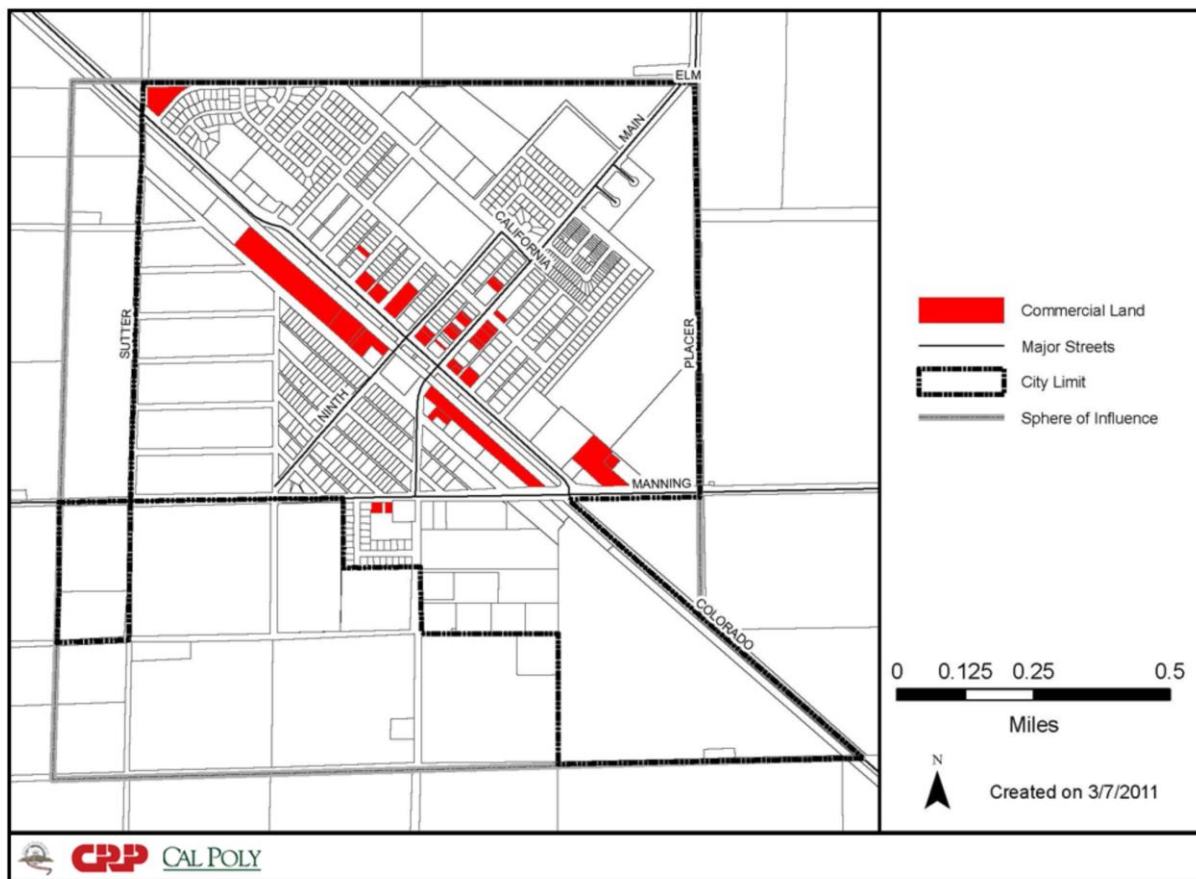 ELM
MAIN
CALIFORNIA
SUTTER
PLACER
NINTH
MANNING
COLORADO
Commercial Land
Major Streets
City Limit
Sphere of Influence
0 0.125 0.25 0.5
Miles
N
Created on 3/7/2011
CRP
CAL POLY